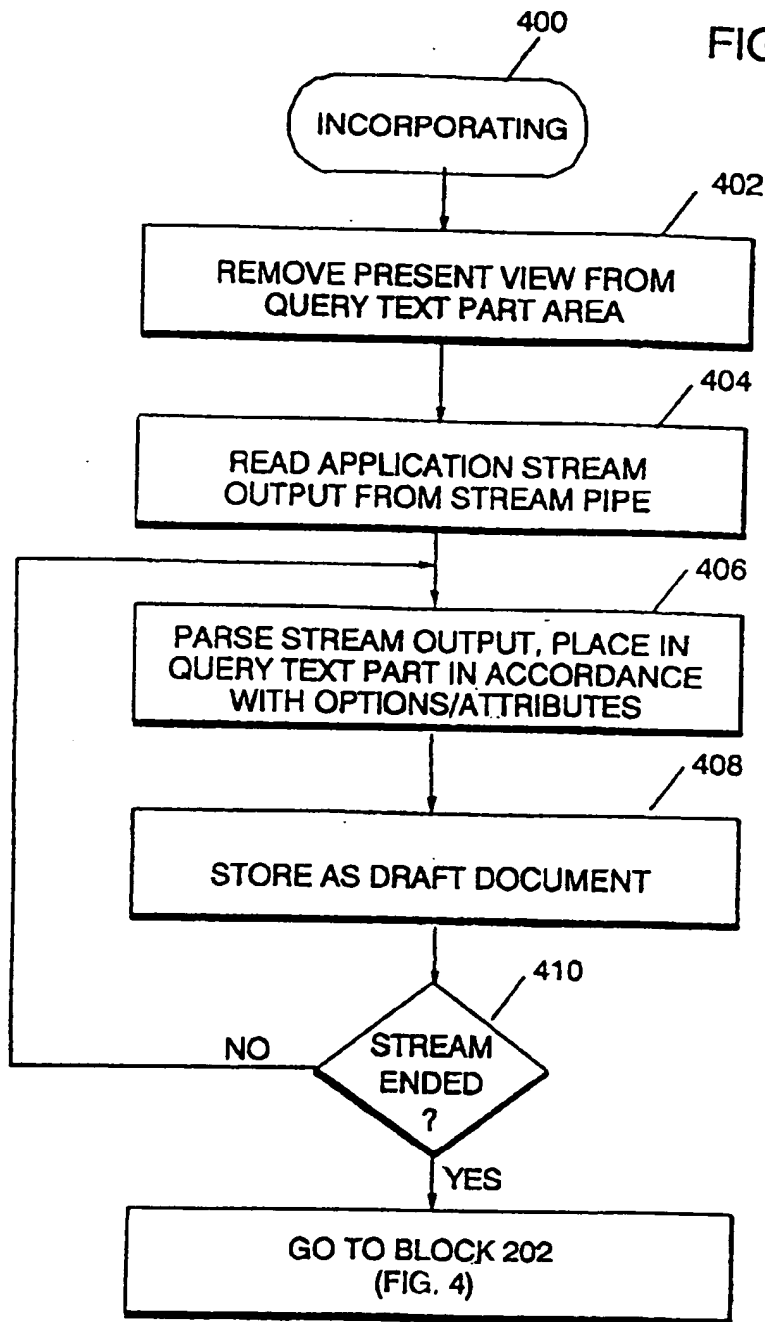 400
FIG
INCORPORATING
402
REMOVE PRESENT VIEW FROM
QUERY TEXT PART AREA
404
READ APPLICATION STREAM
OUTPUT FROM STREAM PIPE
406
PARSE STREAM OUTPUT, PLACE IN
QUERY TEXT PART IN ACCORDANCE
WITH OPTIONS/ATTRIBUTES
408
STORE AS DRAFT DOCUMENT
410
NO
STREAM
ENDED
?
YES
GO TO BLOCK 202
(FIG. 4)